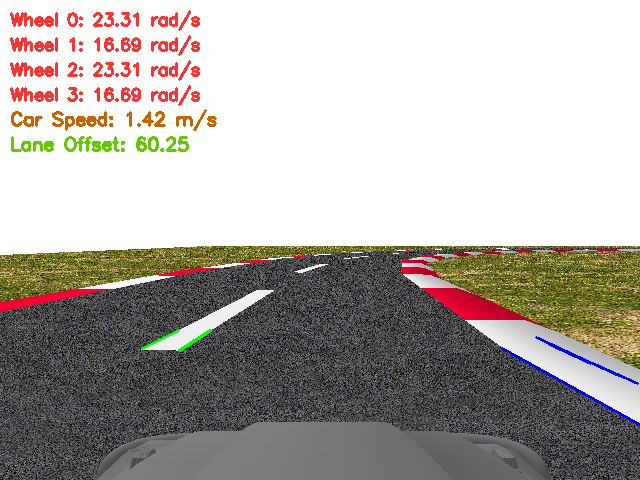 Wheel 0: 23.31 rad/s
Wheel 1: 16.69 rad/s
Wheel 2: 23.31 rad/s
Wheel 3: 16.69 rad/s
Car Speed: 1.42 m/s
Lane Offset: 60.25